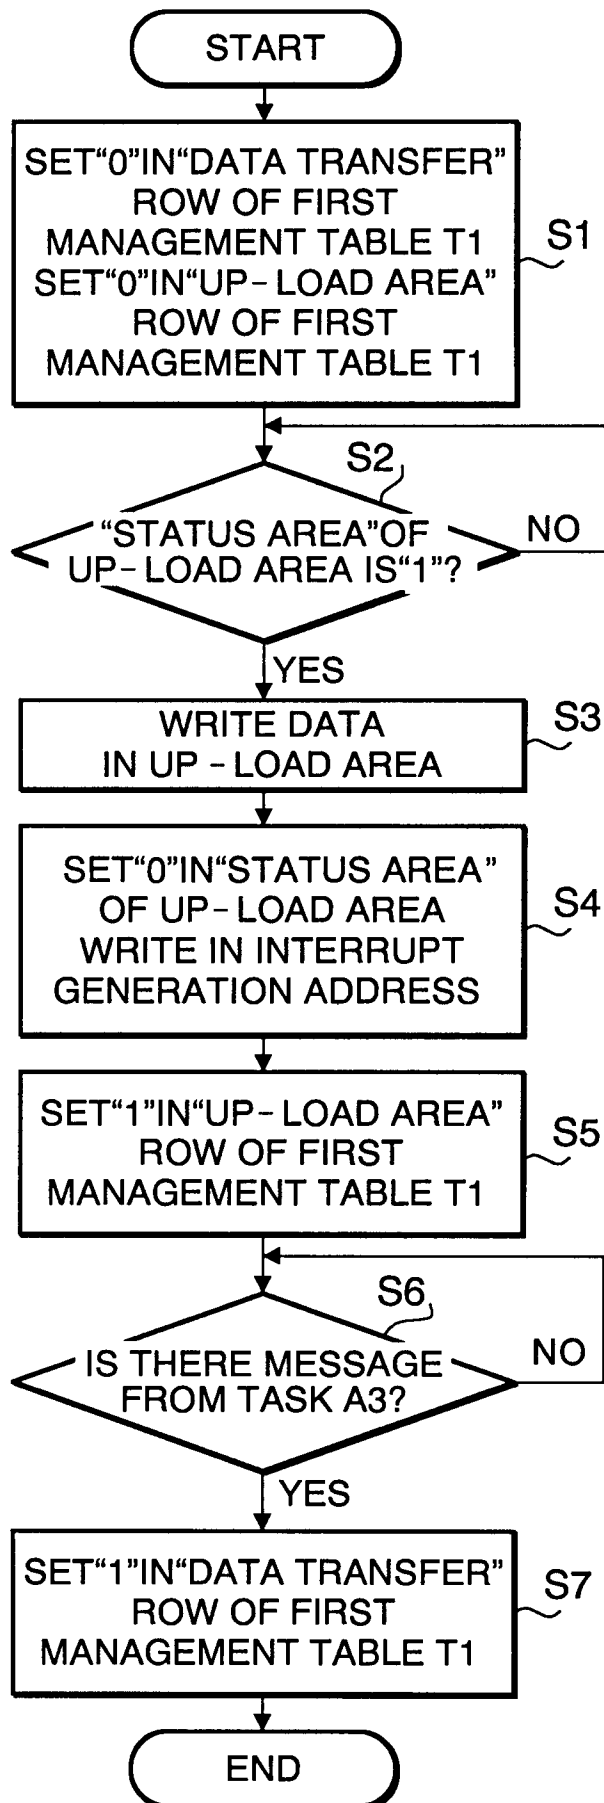 START
SET“0”IN“DATA TRANSFER”
ROW OF FIRST
MANAGEMENT TABLE T1
SET“0”IN“UP-LOAD AREA”
ROW OF FIRST
MANAGEMENT TABLE T1
S1
S2
“STATUS AREA”OF
UP-LOAD AREA IS“1”?
NO
YES
WRITE DATA
IN UP-LOAD AREA
S3
SET“0”IN“STATUS AREA”
OF UP-LOAD AREA
WRITE IN INTERRUPT
GENERATION ADDRESS
S4
SET“1”IN“UP-LOAD AREA”
ROW OF FIRST
MANAGEMENT TABLE T1
S5
S6
IS THERE MESSAGE
FROM TASK A3?
NO
YES
SET“1”IN“DATA TRANSFER”
ROW OF FIRST
MANAGEMENT TABLE T1
S7
END